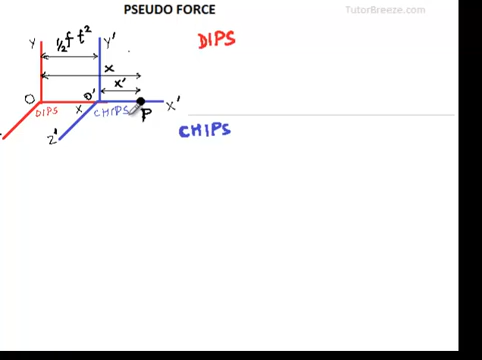 PSEUDO FORCE
TutorBreeze.com
Y
½ f t²
Y'
DIPS
X
X'
O
O'
DIPS
X
CHIPS
P
X'
Z'
CHIPS